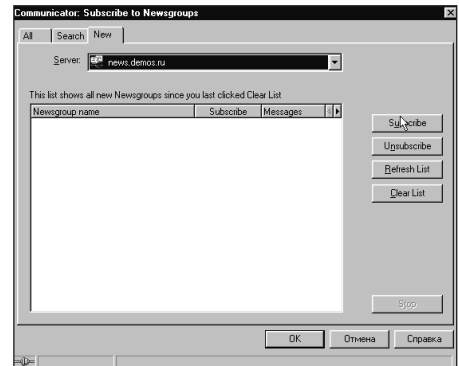 Communicator: Subscribe to Newsgroups
All Search New
Server: news.demos.ru
This list shows all new Newsgroups since you last clicked Clear List
Newsgroup name Subscribe Messages
Subscribe
Unsubscribe
Refresh List
Clear List
Stop
OK Отмена Справка